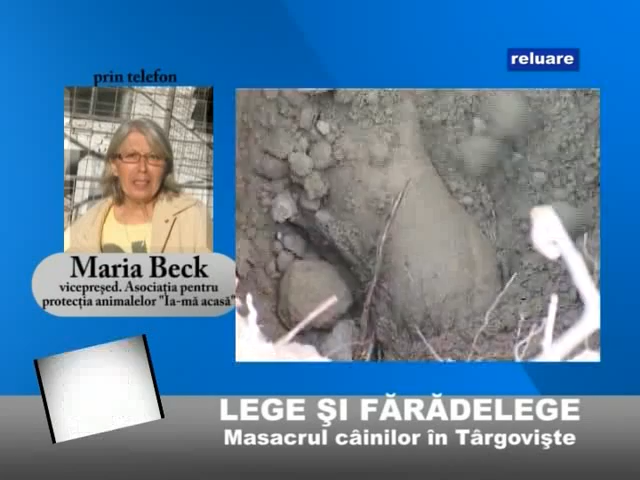 prin telefon
reluare
Maria Beck
vicepreşed. Asociaţia pentru
protecţia animalelor "Ia-mă acasă"
LEGE ŞI FĂRĂDELEGE
Masacrul câinilor în Târgovişte